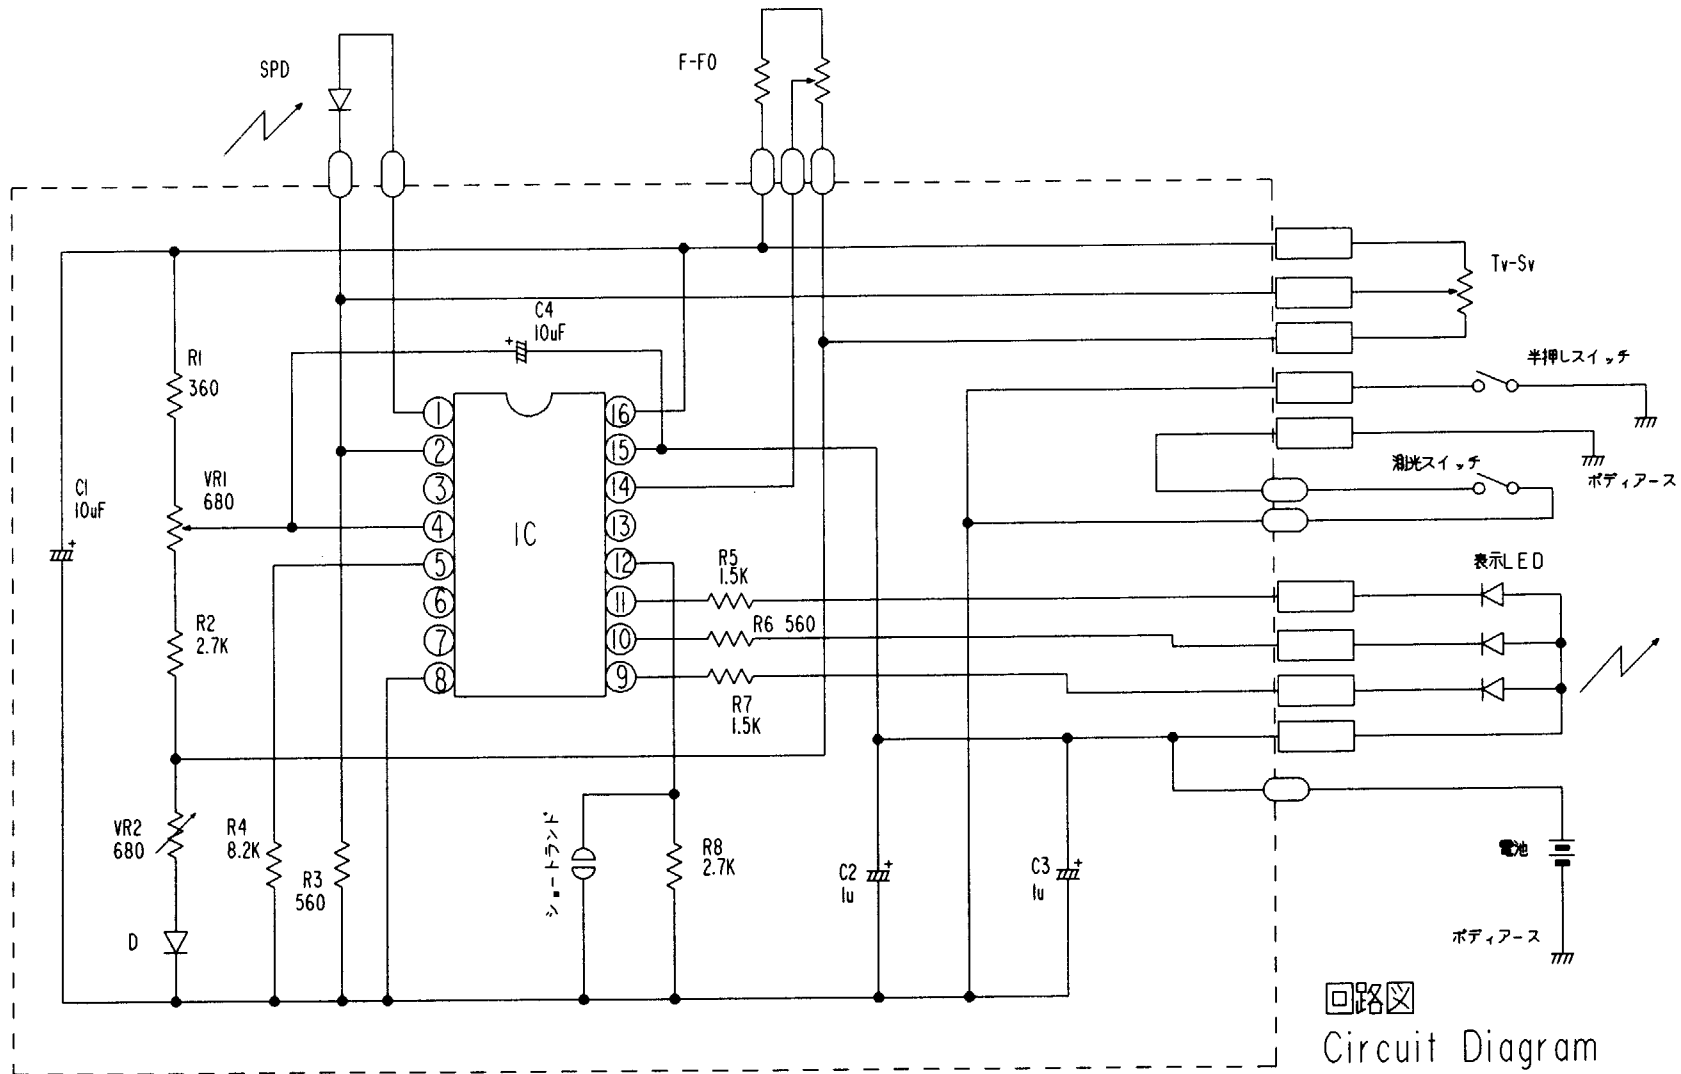 SPD
F-FO
Tv-Sv
C4
10uF
R1
360
半押しスイッチ
1
16
2
15
測光スイッチ
ボディアース
VR1
680
C1
10uF
3
14
4
13
IC
5
12
R5
1.5K
表示LED
6
11
R6 560
R2
2.7K
7
10
8
9
R7
1.5K
VR2
680
R4
8.2K
R3
560
ショートランド
R8
2.7K
C2
1u
C3
1u
電池
D
ボディアース
回路図
Circuit Diagram